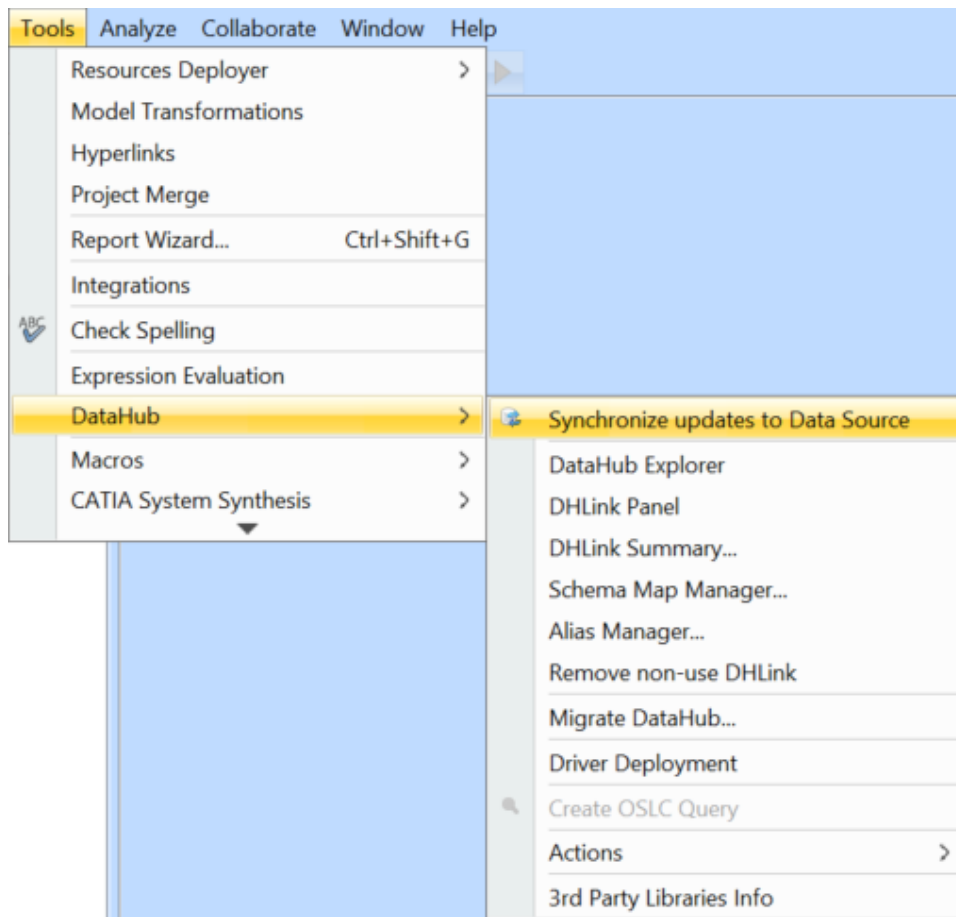 Tools Analyze Collaborate Window Help
Resources Deployer >
Model Transformations
Hyperlinks
Project Merge
Report Wizard... Ctrl+Shift+G
Integrations
ABC Check Spelling
Expression Evaluation
DataHub >
Synchronize updates to Data Source
Macros >
CATIA System Synthesis >
DataHub Explorer
DHLink Panel
DHLink Summary...
Schema Map Manager...
Alias Manager...
Remove non-use DHLink
Migrate DataHub...
Driver Deployment
Create OSLC Query
Actions >
3rd Party Libraries Info